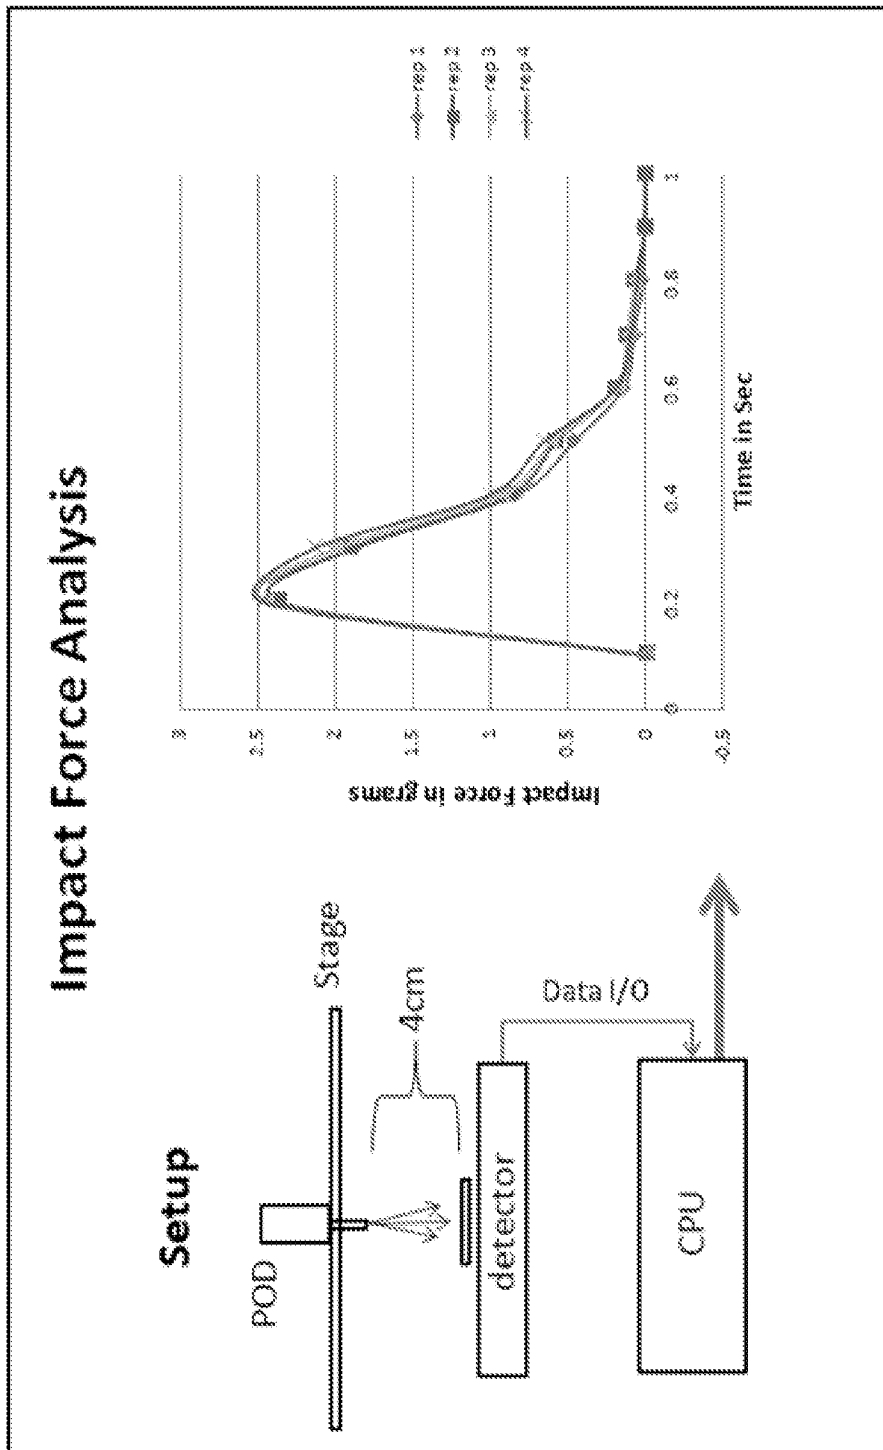 Impact Force Analysis
Setup
POD
Stage
4cm
detector
Data I/O
CPU
Impact Force in grams
3
2.5
2
1.5
1
0.5
0
-0.5
0
0.2
0.4
0.6
0.8
1
Time in Sec
rep 1
rep 2
rep 3
rep 4